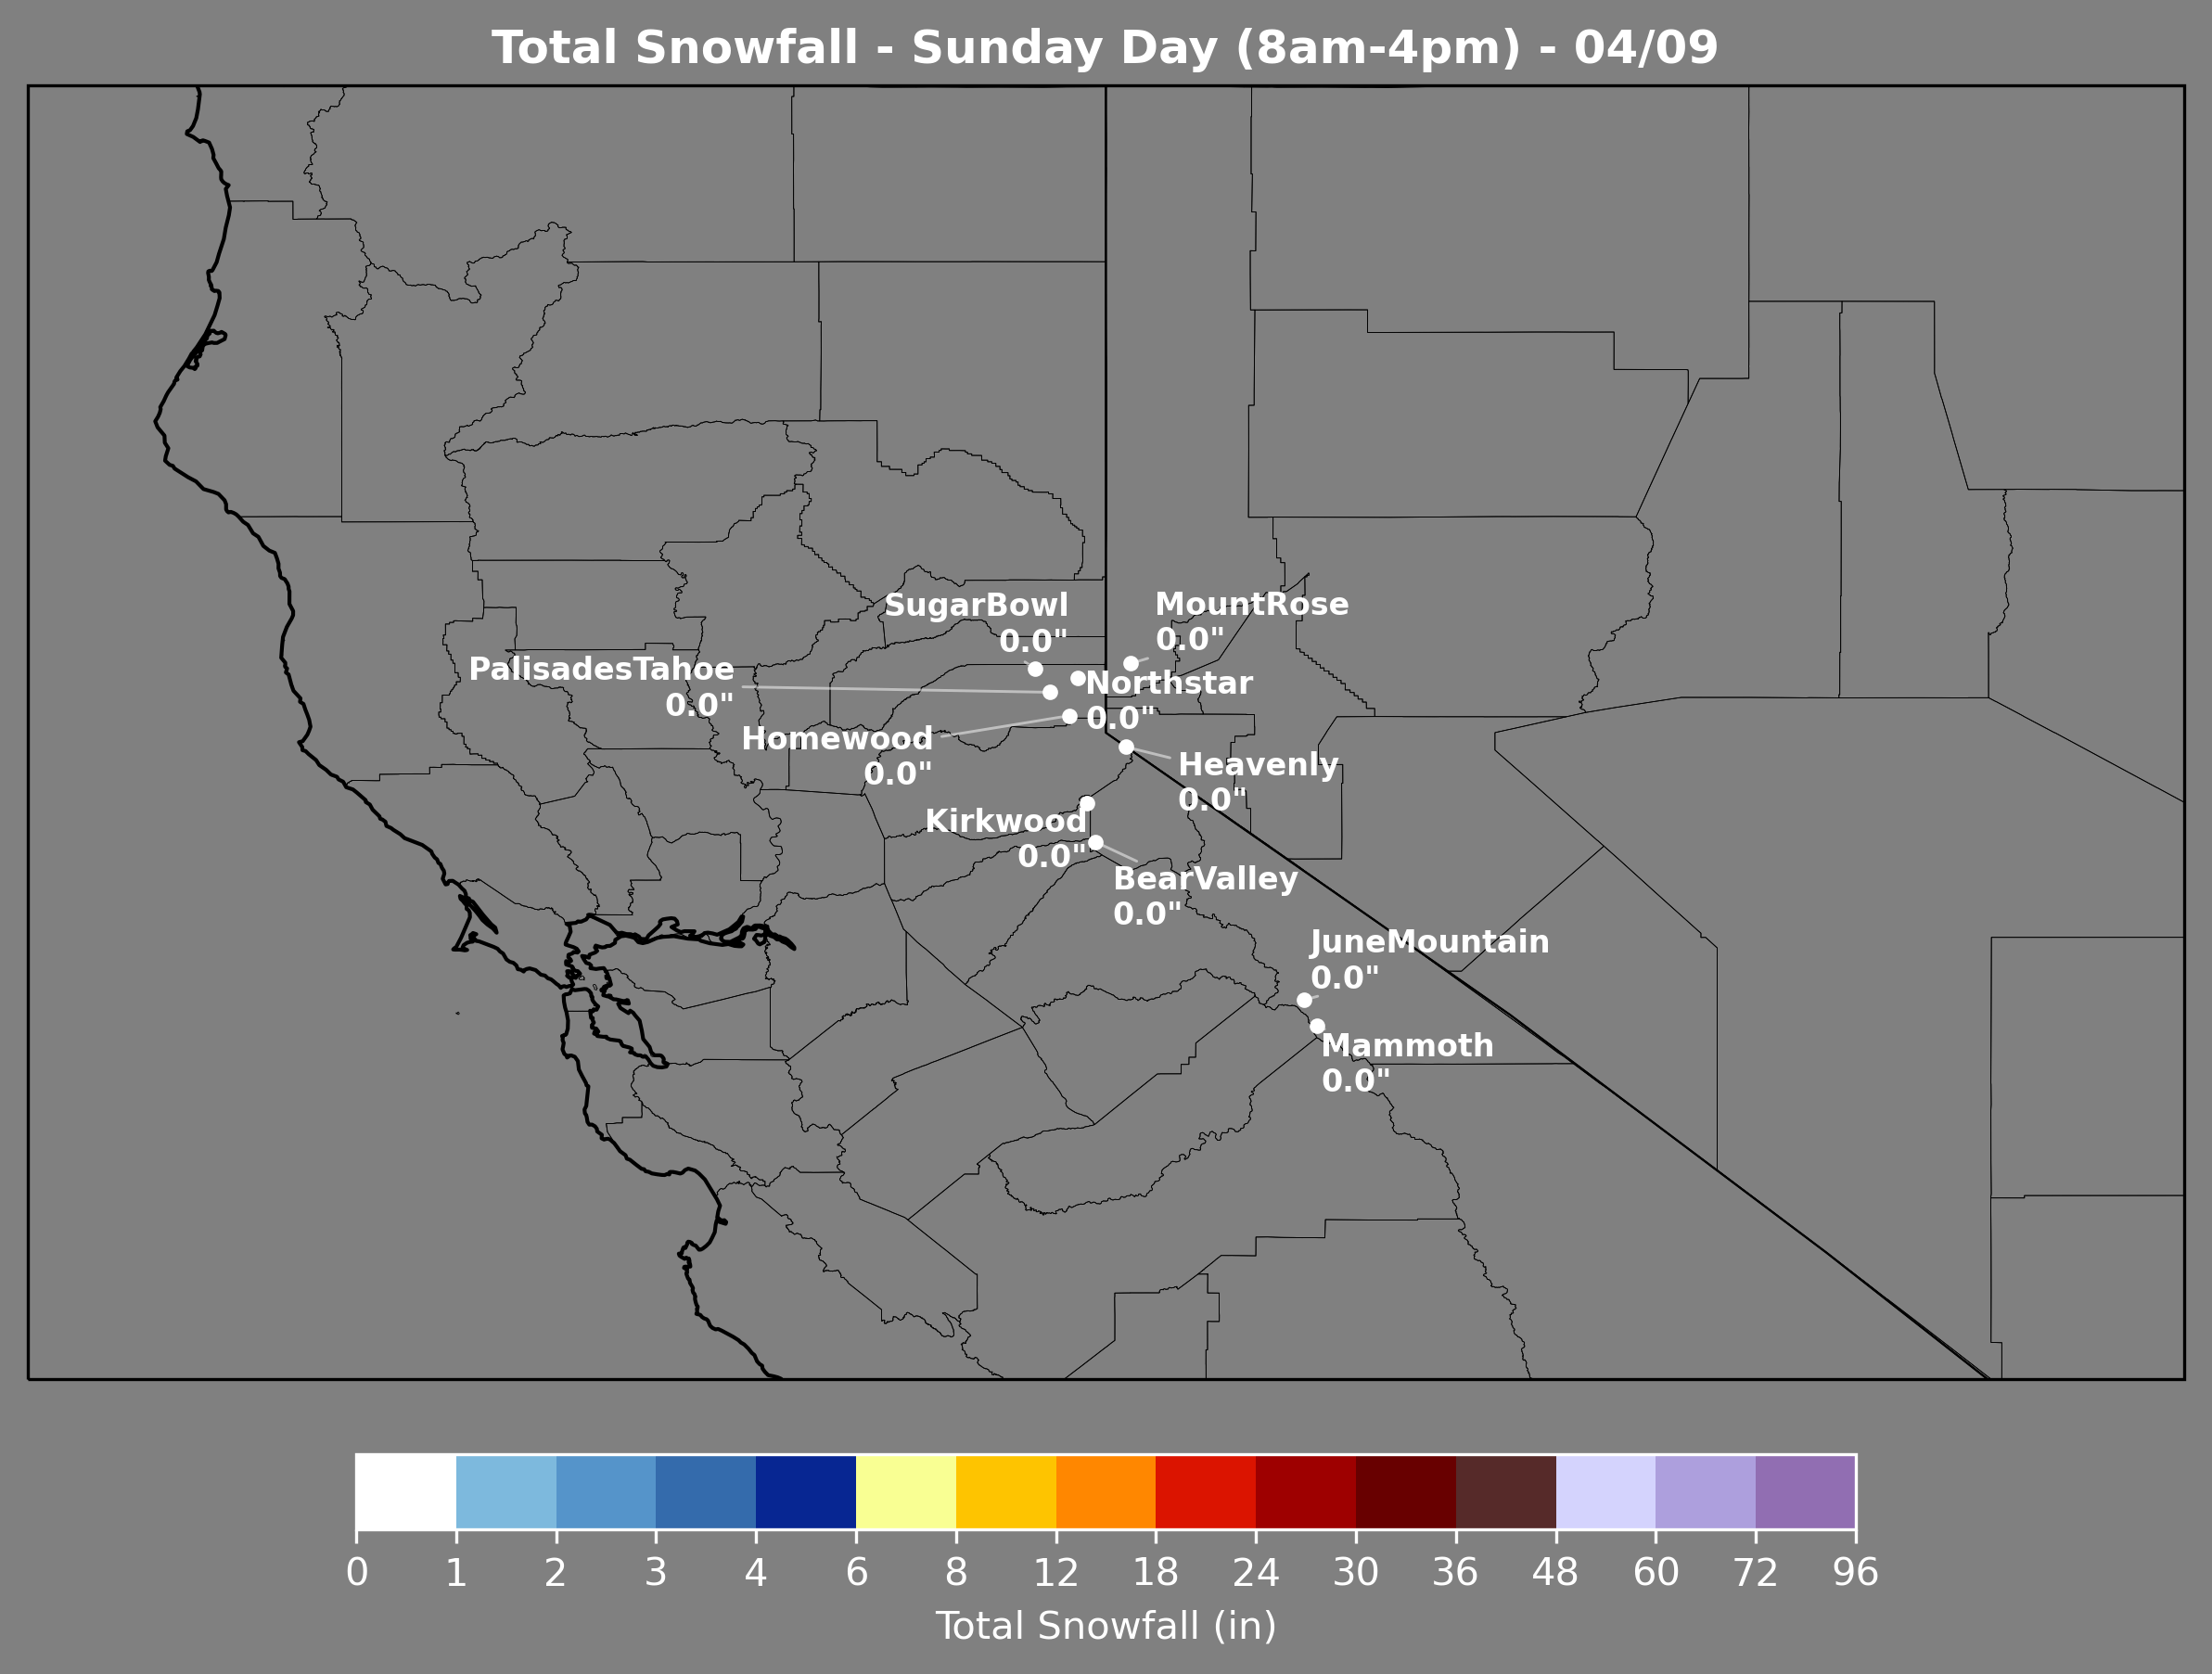 Total Snowfall - Sunday Day (8am-4pm) - 04/09
SugarBowl
0.0"
MountRose
0.0"
PalisadesTahoe
0.0"
Northstar
0.0"
Homewood
0.0"
Heavenly
0.0"
Kirkwood
0.0"
BearValley
0.0"
JuneMountain
0.0"
Mammoth
0.0"
0 1 2 3 4 6 8 12 18 24 30 36 48 60 72 96
Total Snowfall (in)